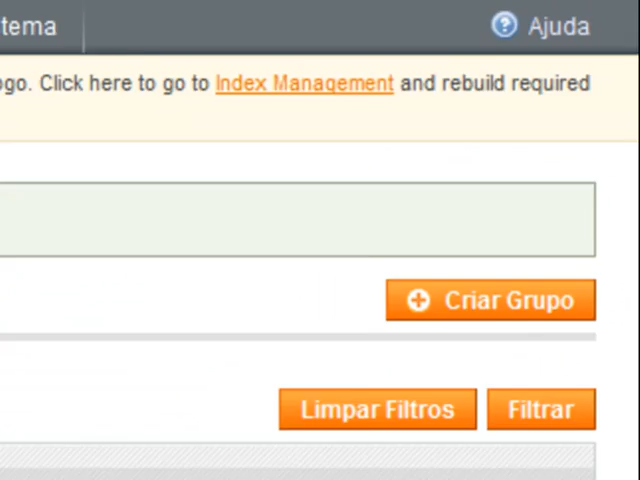 tema
Ajuda
ogo. Click here to go to Index Management and rebuild required
Criar Grupo
Limpar Filtros
Filtrar